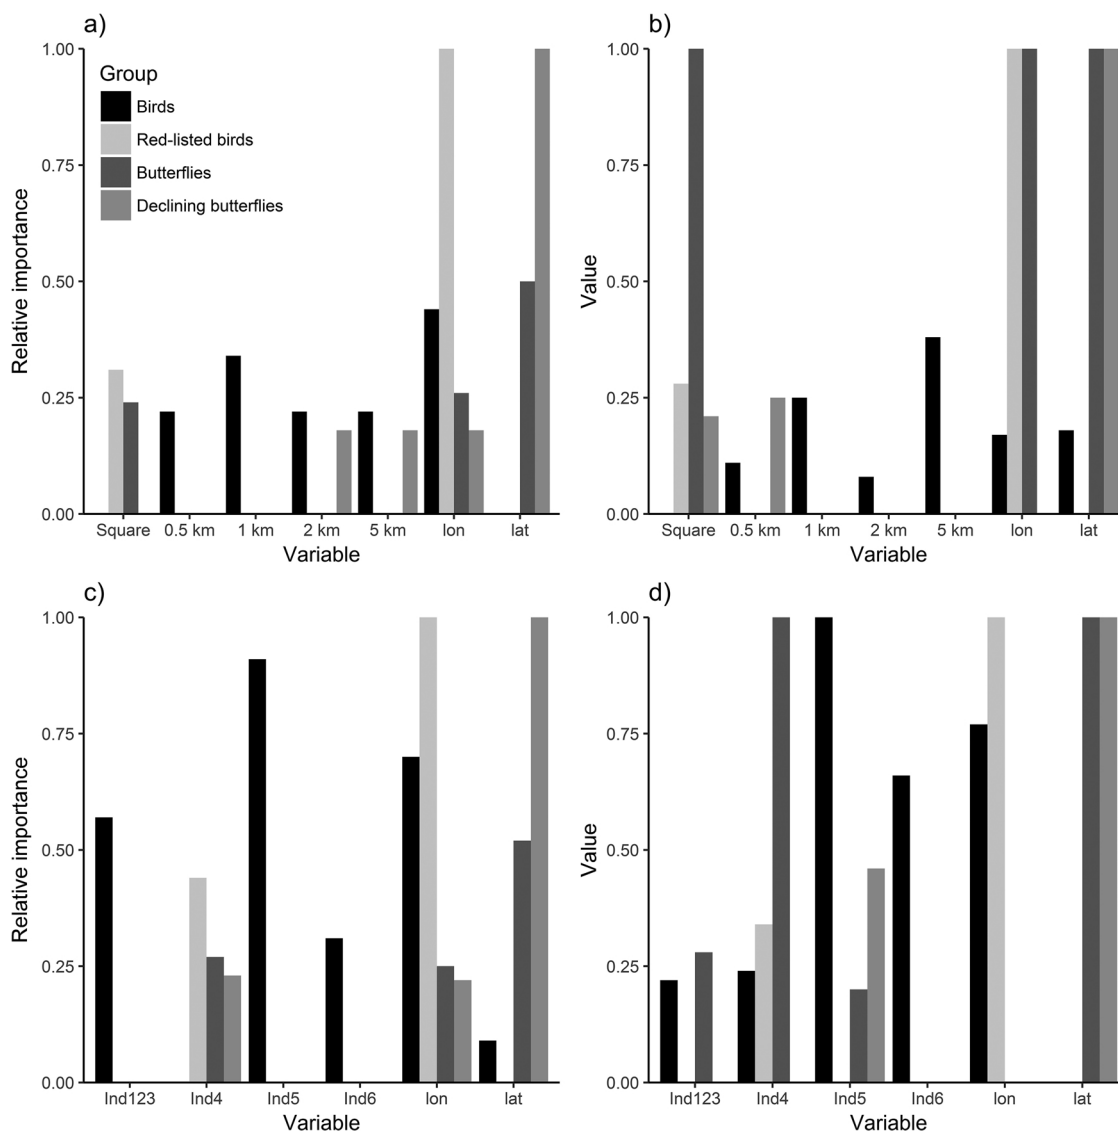 a)
1.00
0.75
0.50
0.25
0.00
Relative importance
Group
Birds
Red-listed birds
Butterflies
Declining butterflies
Square 0.5 km 1 km 2 km 5 km lon lat
Variable
b)
1.00
0.75
0.50
0.25
0.00
Value
Square 0.5 km 1 km 2 km 5 km lon lat
Variable
c)
1.00
0.75
0.50
0.25
0.00
Relative importance
Ind123 Ind4 Ind5 Ind6 lon lat
Variable
d)
1.00
0.75
0.50
0.25
0.00
Value
Ind123 Ind4 Ind5 Ind6 lon lat
Variable